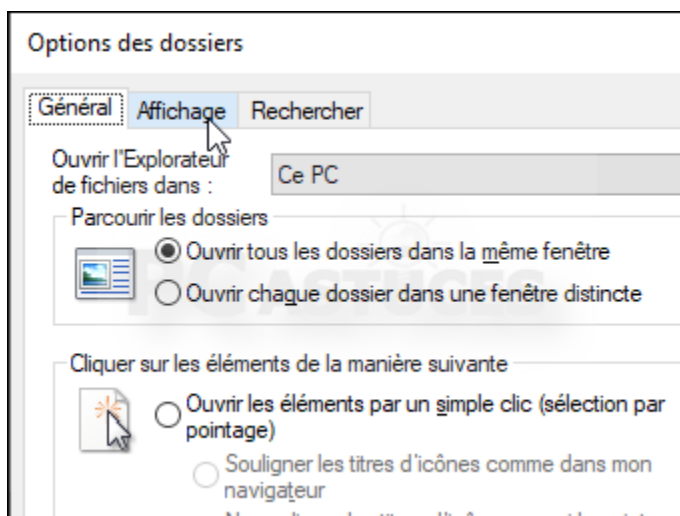 Options des dossiers
Général Affichage Rechercher
Ouvrir l'Explorateur
de fichiers dans :
Ce PC
Parcourir les dossiers
Ouvrir tous les dossiers dans la même fenêtre
Ouvrir chaque dossier dans une fenêtre distincte
PC ASTUCES
Cliquer sur les éléments de la manière suivante
Ouvrir les éléments par un simple clic (sélection par
pointage)
Souligner les titres d'icônes comme dans mon
navigateur